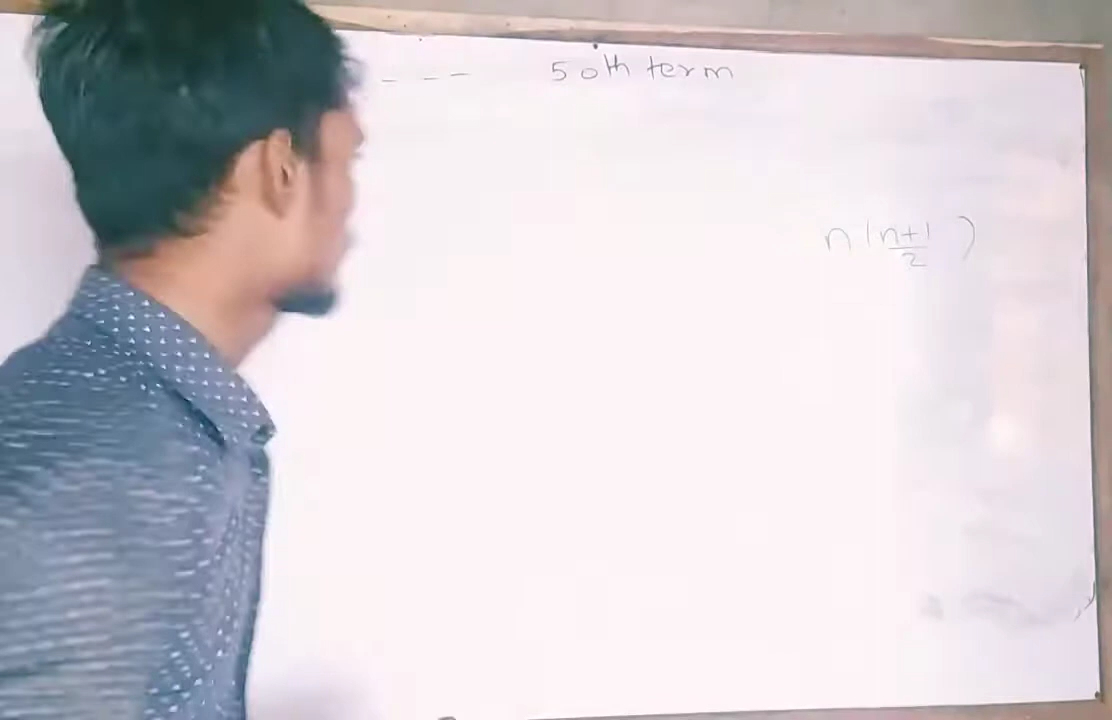 --- 50th term
n(n+1/2)